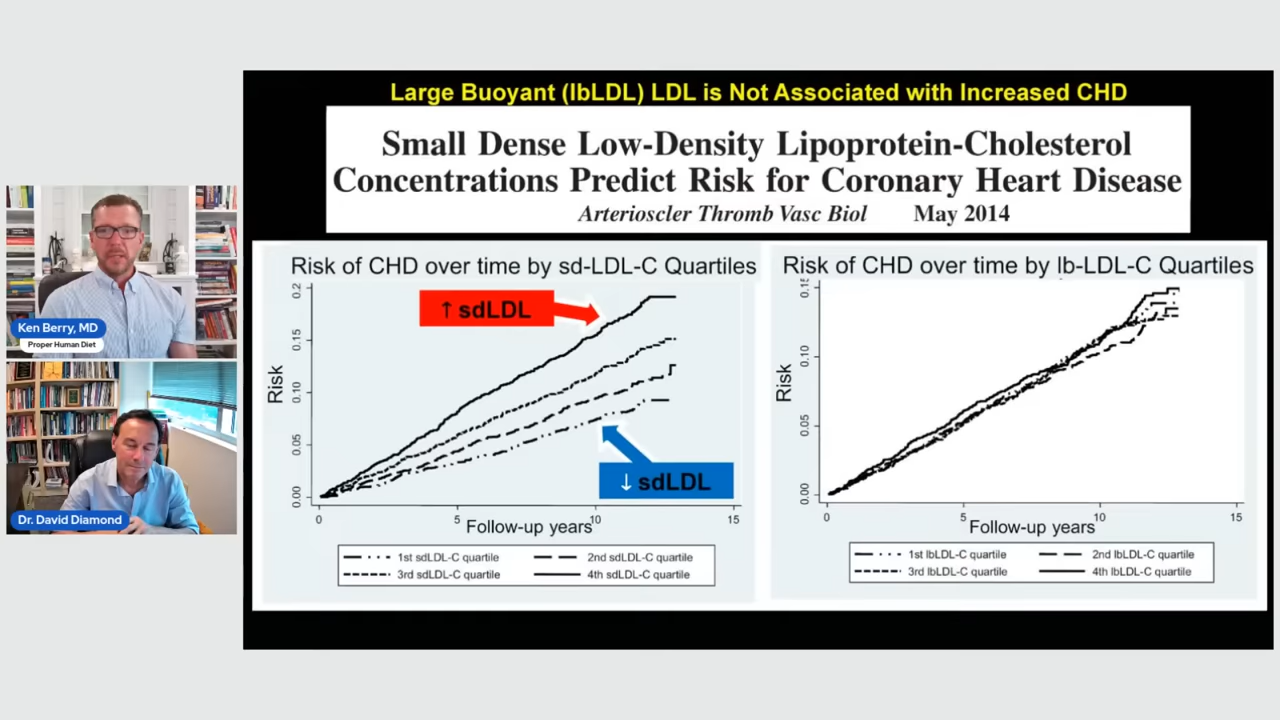 Large Buoyant (lbLDL) LDL is Not Associated with Increased CHD
Small Dense Low-Density Lipoprotein-Cholesterol
Concentrations Predict Risk for Coronary Heart Disease
Arterioscler Thromb Vasc Biol May 2014
Risk of CHD over time by sd-LDL-C Quartiles
0.2
0.15
0.10
0.05
0.00
Risk
↑ sdLDL
↓ sdLDL
0 5 10 15
Follow-up years
1st sdLDL-C quartile 2nd sdLDL-C quartile
3rd sdLDL-C quartile 4th sdLDL-C quartile
Risk of CHD over time by lb-LDL-C Quartiles
0.15
0.10
0.05
0.00
Risk
0 5 10 15
Follow-up years
1st lbLDL-C quartile 2nd lbLDL-C quartile
3rd lbLDL-C quartile 4th lbLDL-C quartile
Ken Berry, MD
Proper Human Diet
Dr. David Diamond